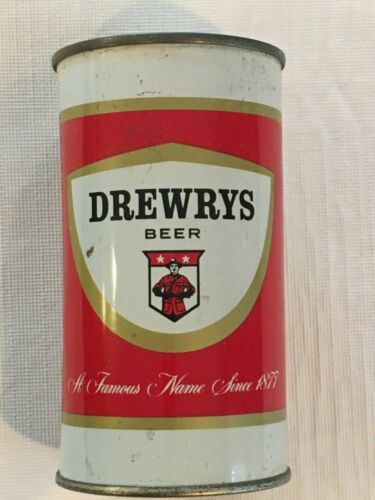 DREWRYS
BEER
A Famous Name Since 1877